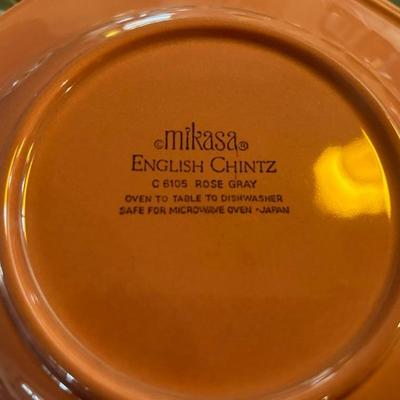 ©mikasa®
ENGLISH CHINTZ
C 6105 ROSE GRAY
OVEN TO TABLE TO DISHWASHER
SAFE FOR MICROWAVE OVEN -JAPAN